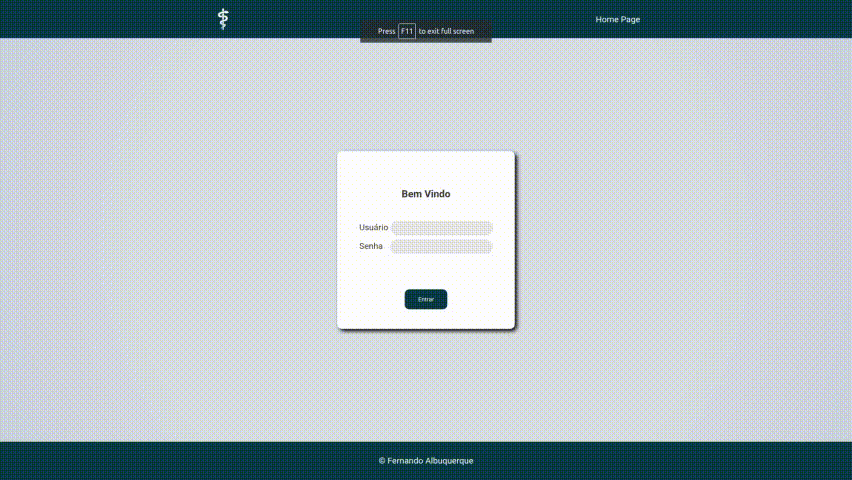 Home Page
Press F11 to exit full screen
Bem Vindo
Usuário
Senha
Entrar
© Fernando Albuquerque